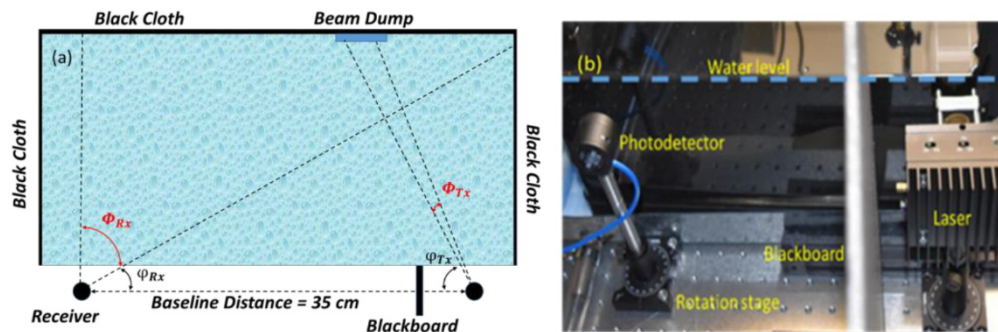 Black Cloth
Beam Dump
(a)
Black Cloth
Black Cloth
Φ_Rx
Φ_Tx
φ_Rx
φ_Tx
Baseline Distance = 35 cm
Receiver
Blackboard
(b)
Water level
Photodetector
Laser
Blackboard
Rotation stage